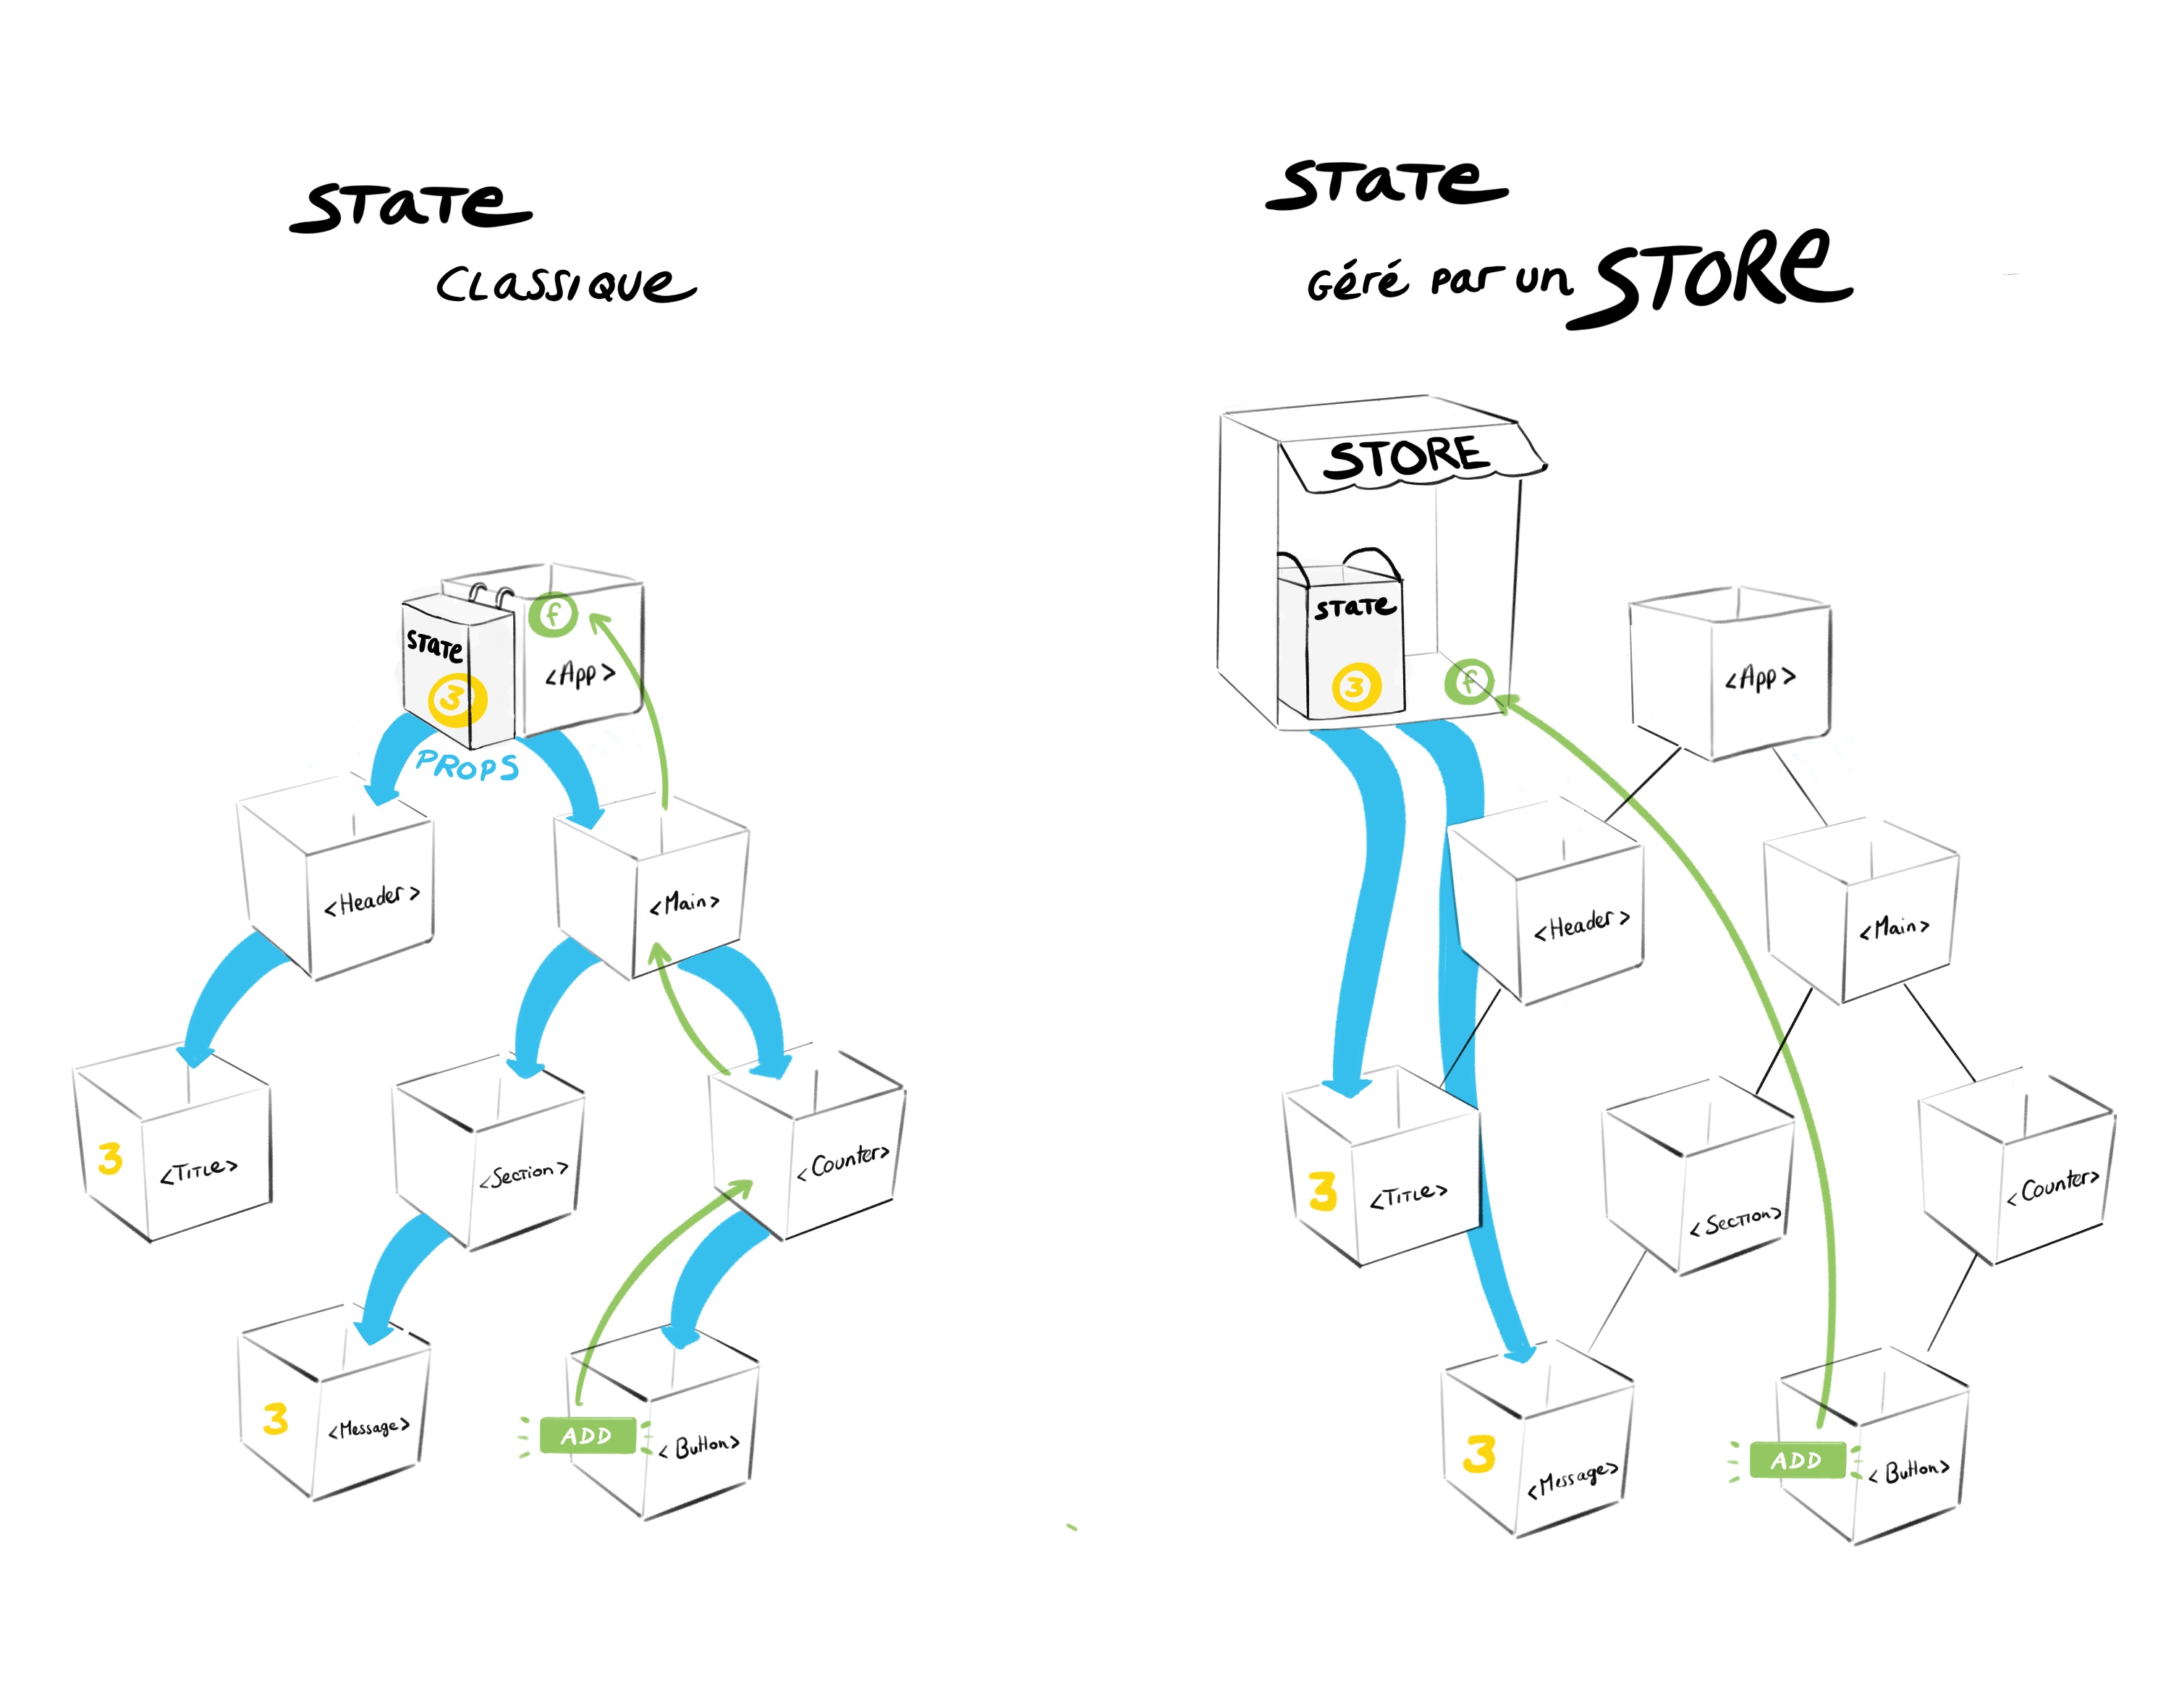 STaTe
CLassique
STaTe
Géré par un STORe
STaTe
3
f
<App>
PROPS
<Header>
<Main>
3
<TiTLe>
<SecTion>
<Counter>
3
<Message>
ADD
<Button>
STORE
STaTe
3
f
<App>
<Header>
<Main>
3
<TiTLe>
<SecTion>
<Counter>
3
<Message>
ADD
<Button>